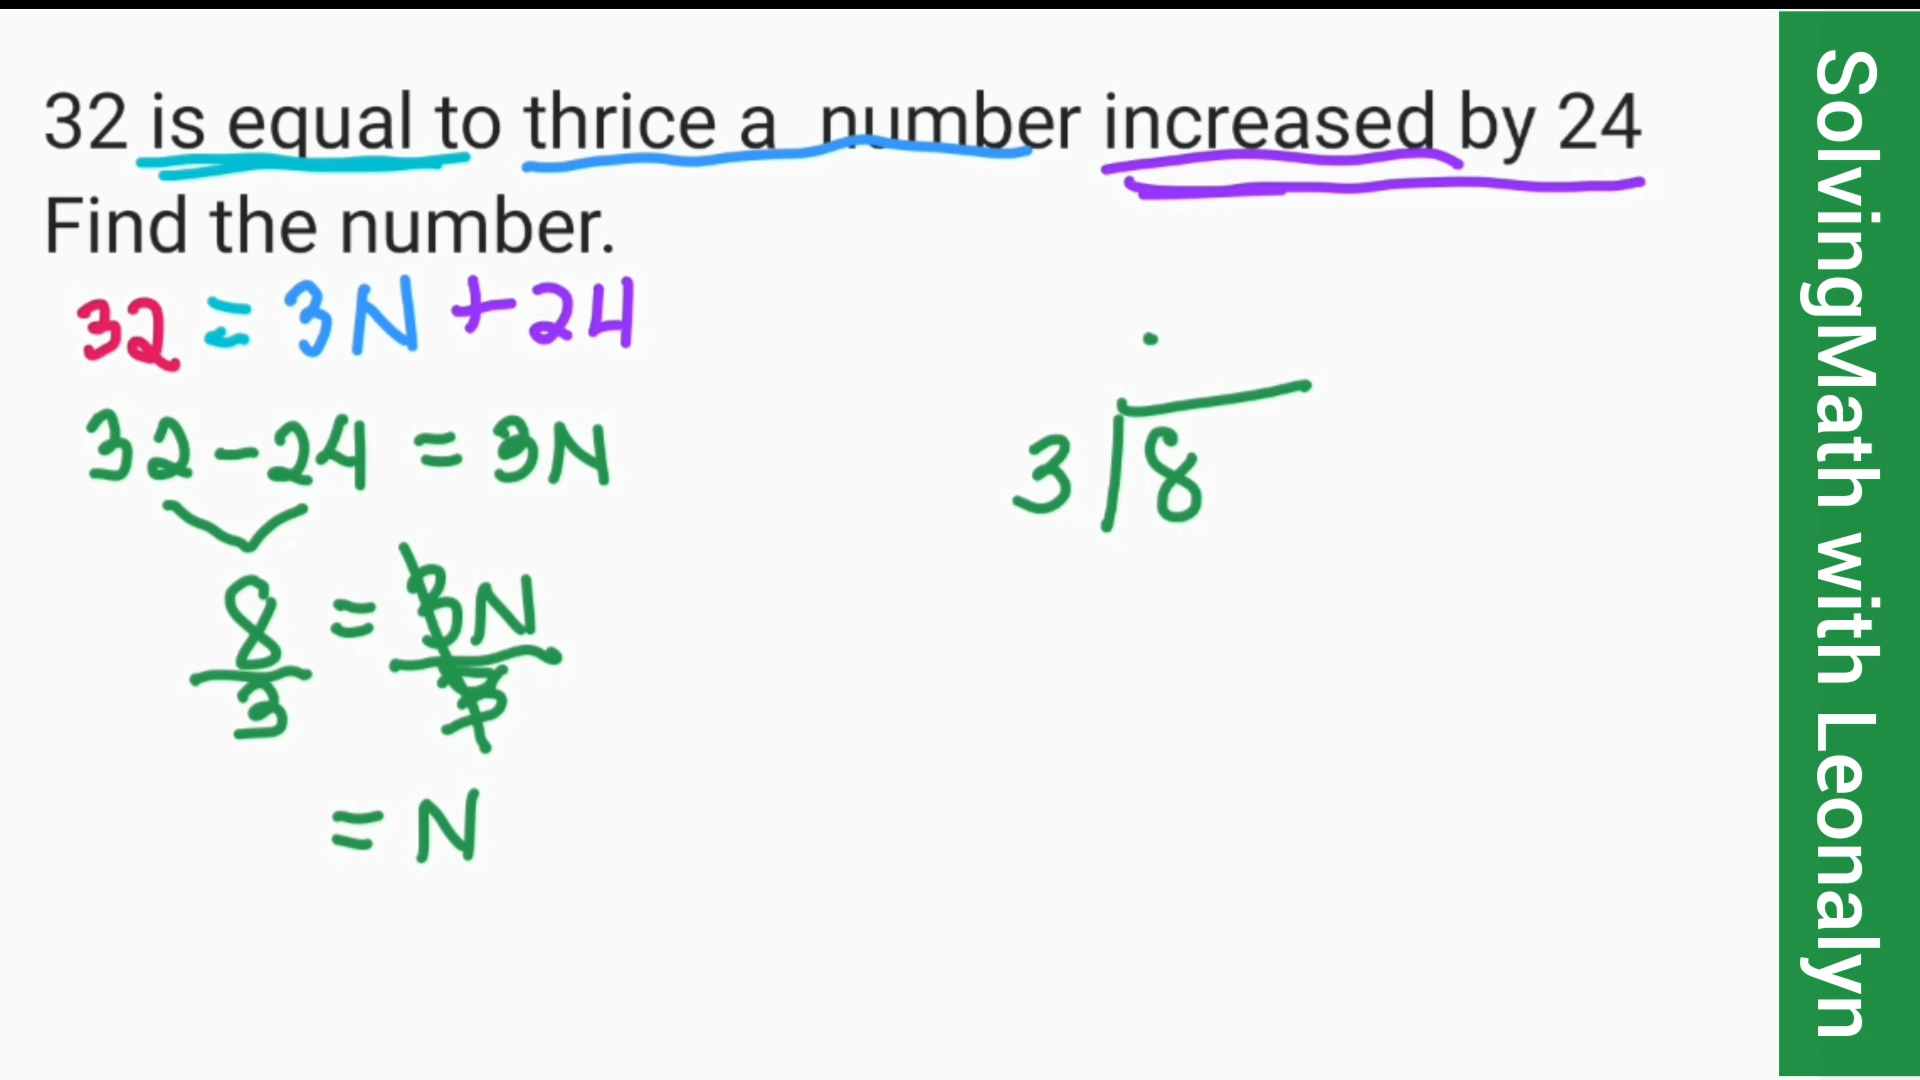 32 is equal to thrice a number increased by 24
Find the number.
32 = 3N + 24
32 - 24 = 3N
8 = 3N
3 3
= N
3 8
SolvingMath with Leonalyn